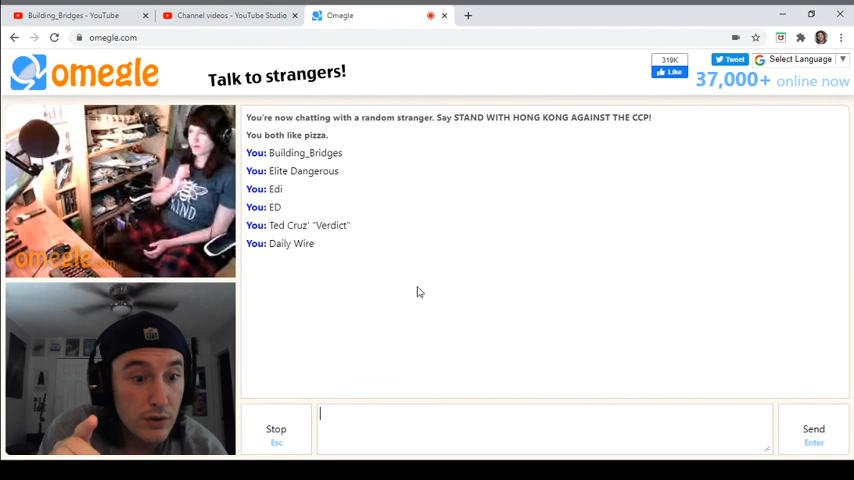 Building_Bridges - YouTube
Channel videos - YouTube Studio
Omegle
omegle.com
omegle
Talk to strangers!
319K
Like
Tweet
Select Language
37,000+ online now
You're now chatting with a random stranger. Say STAND WITH HONG KONG AGAINST THE CCP!
You both like pizza.
You: Building_Bridges
You: Elite Dangerous
You: Edi
You: ED
You: Ted Cruz' "Verdict"
You: Daily Wire
BEE
KIND
omegle.com
NFL
Stop
Esc
Send
Enter